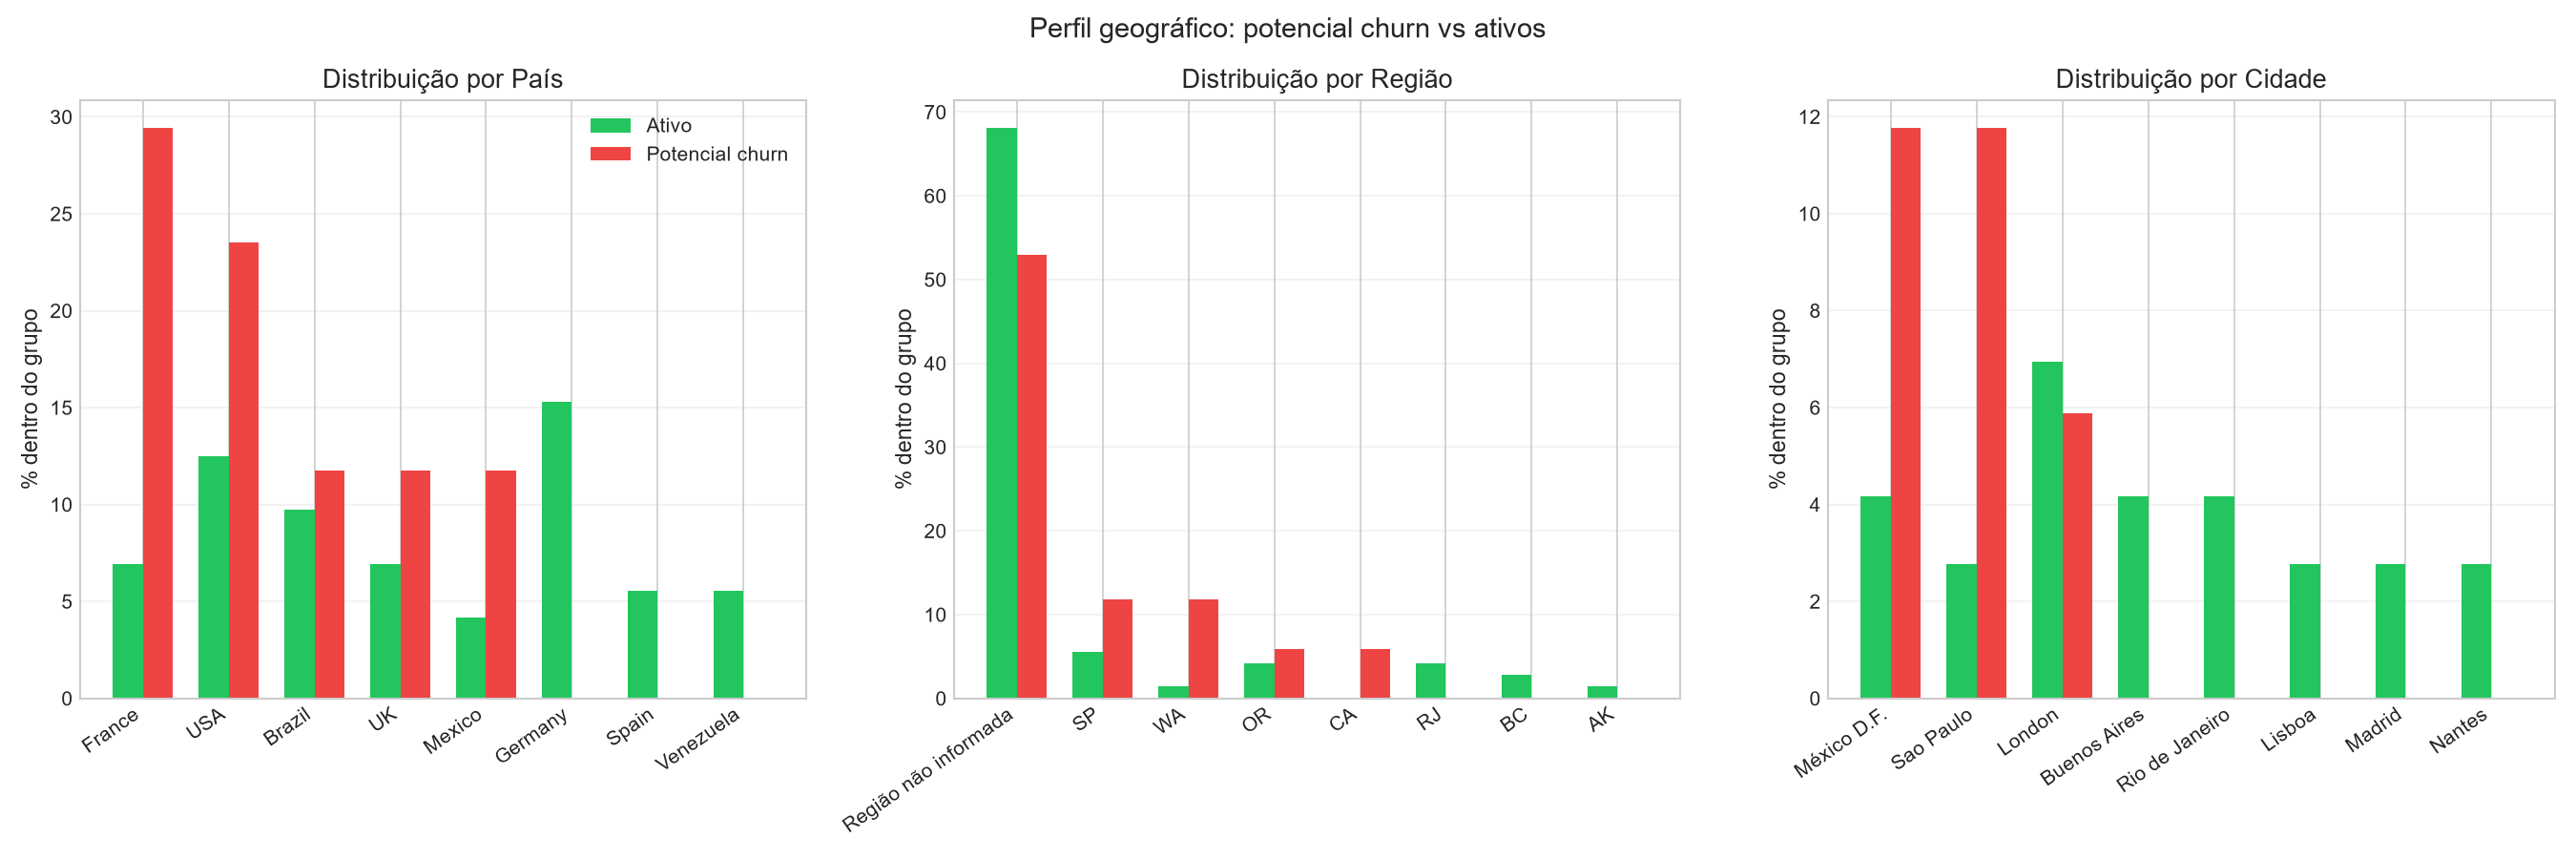 Perfil geográfico: potencial churn vs ativos
Distribuição por País
% dentro do grupo
30
25
20
15
10
5
0
Ativo
Potencial churn
France
USA
Brazil
UK
Mexico
Germany
Spain
Venezuela
Distribuição por Região
% dentro do grupo
70
60
50
40
30
20
10
0
Região não informada
SP
WA
OR
CA
RJ
BC
AK
Distribuição por Cidade
% dentro do grupo
12
10
8
6
4
2
0
México D.F.
Sao Paulo
London
Buenos Aires
Rio de Janeiro
Lisboa
Madrid
Nantes